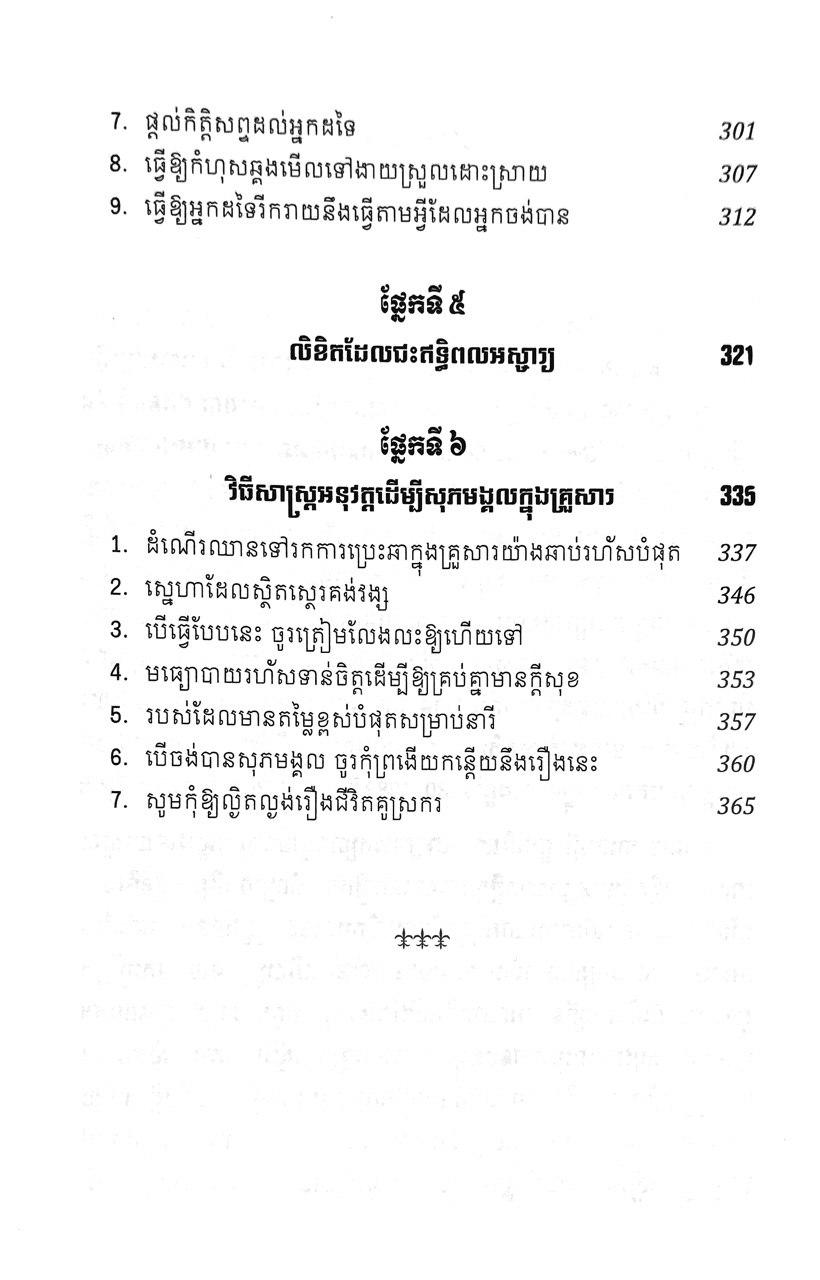 7. ផ្តល់កិត្តិសព្ទដល់អ្នកដទៃ 301
8. ធ្វើឱ្យកំហុសឆ្គងមើលទៅងាយស្រួលដោះស្រាយ 307
9. ធ្វើឱ្យអ្នកដទៃរីករាយនឹងធ្វើតាមអ្វីដែលអ្នកចង់បាន 312
ផ្នែកទី ៥
លិខិតដែលជះឥទ្ធិពលអស្ចារ្យ 321
ផ្នែកទី ៦
វិធីសាស្ត្រអនុវត្តដើម្បីសុភមង្គលក្នុងគ្រួសារ 335
1. ដំណើរឈានទៅរកការប្រេះឆាក្នុងគ្រួសារយ៉ាងឆាប់រហ័សបំផុត 337
2. ស្នេហាដែលស្ថិតស្ថេរគង់វង្ស 346
3. បើធ្វើបែបនេះ ចូរត្រៀមលែងលះឱ្យហើយទៅ 350
4. មធ្យោបាយរហ័សទាន់ចិត្តដើម្បីឱ្យគ្រប់គ្នាមានក្តីសុខ 353
5. របស់ដែលមានតម្លៃខ្ពស់បំផុតសម្រាប់នារី 357
6. បើចង់បានសុភមង្គល ចូរកុំព្រងើយកន្តើយនឹងរឿងនេះ 360
7. សូមកុំឱ្យល្ងិតល្ងង់រឿងជីវិតគូស្រករ 365